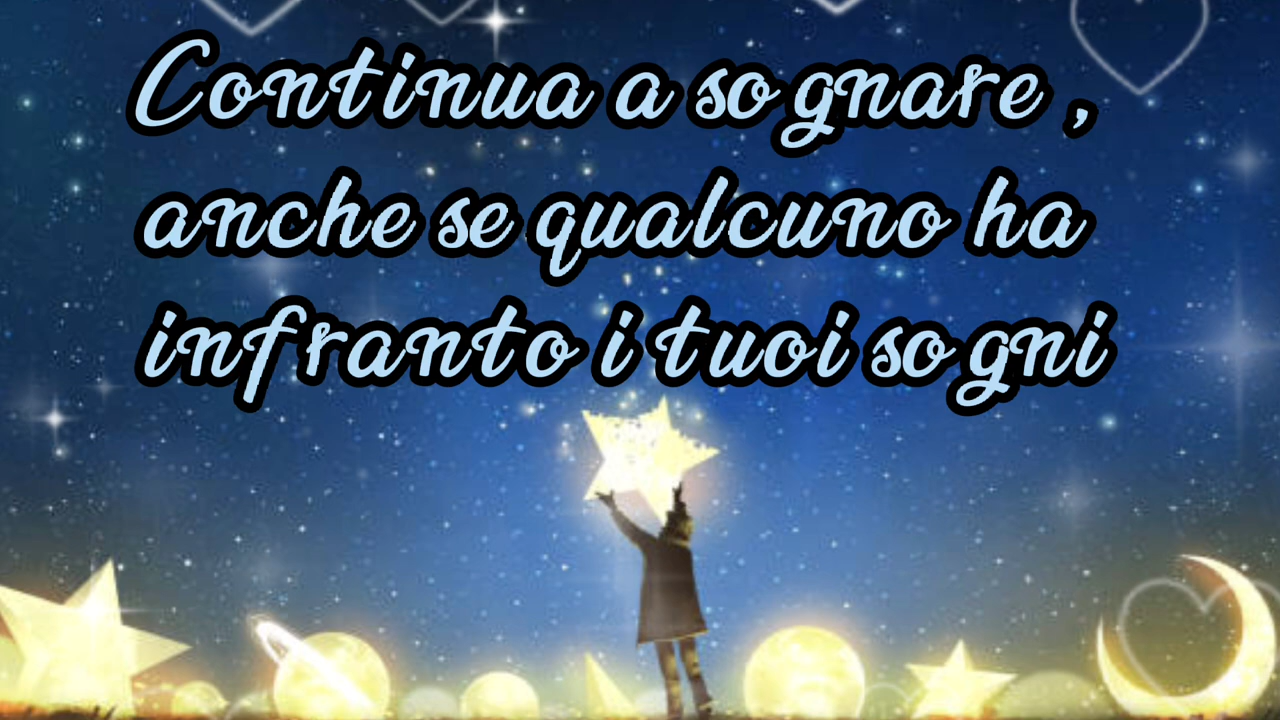 Continua a sognare ,
anche se qualcuno ha
infranto i tuoi sogni